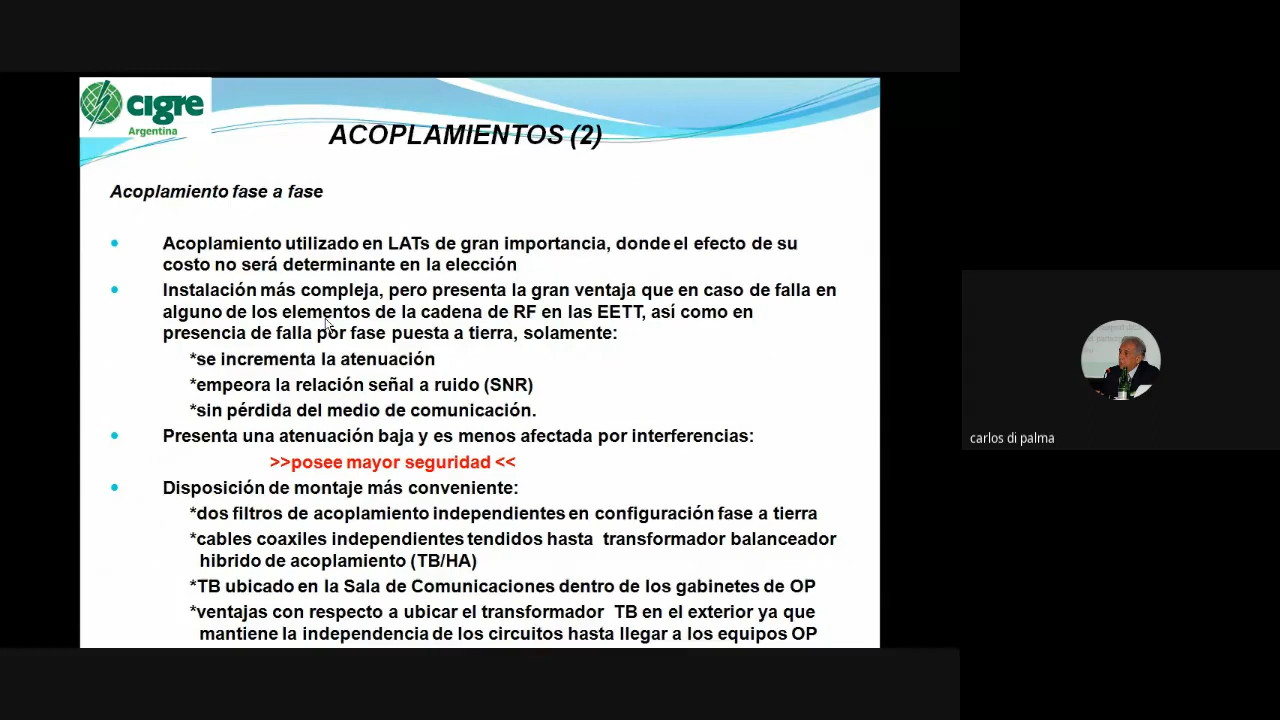 cigre
Argentina
ACOPLAMIENTOS (2)
Acoplamiento fase a fase
• Acoplamiento utilizado en LATs de gran importancia, donde el efecto de su
costo no será determinante en la elección
• Instalación más compleja, pero presenta la gran ventaja que en caso de falla en
alguno de los elementos de la cadena de RF en las EETT, así como en
presencia de falla por fase puesta a tierra, solamente:
*se incrementa la atenuación
*empeora la relación señal a ruido (SNR)
*sin pérdida del medio de comunicación.
• Presenta una atenuación baja y es menos afectada por interferencias:
>>posee mayor seguridad <<
• Disposición de montaje más conveniente:
*dos filtros de acoplamiento independientes en configuración fase a tierra
*cables coaxiles independientes tendidos hasta transformador balanceador
hibrido de acoplamiento (TB/HA)
*TB ubicado en la Sala de Comunicaciones dentro de los gabinetes de OP
*ventajas con respecto a ubicar el transformador TB en el exterior ya que
mantiene la independencia de los circuitos hasta llegar a los equipos OP
carlos di palma